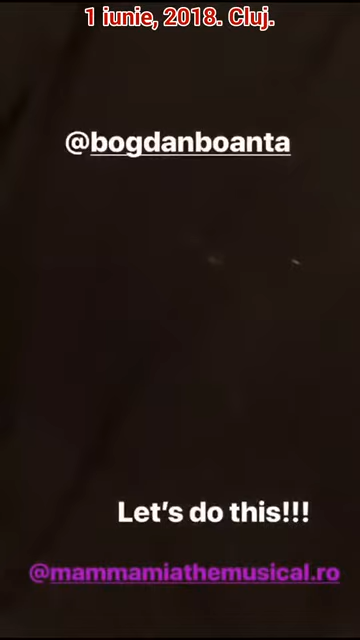 1 iunie, 2018. Cluj.
@bogdanboanta
Let's do this!!!
@mammamiathemusical.ro